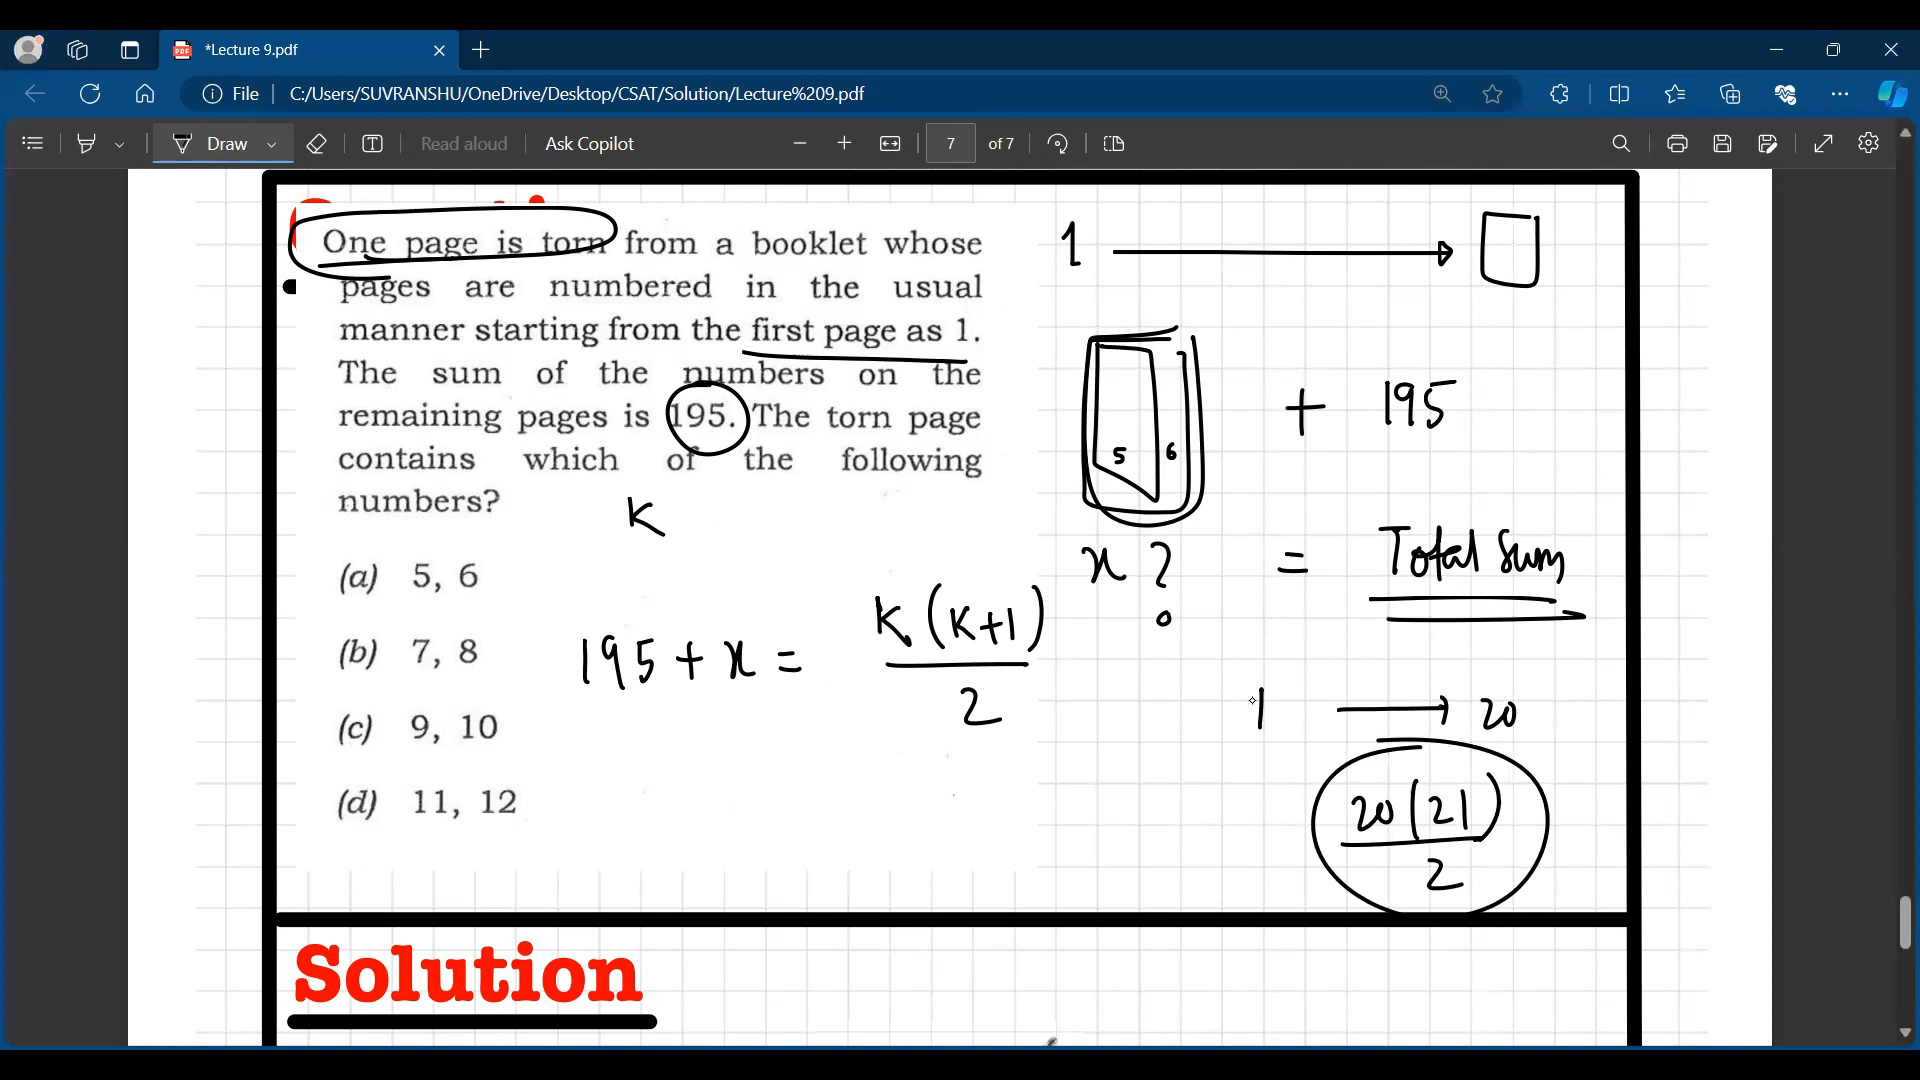 *Lecture 9.pdf
File
C:/Users/SUVRANSHU/OneDrive/Desktop/CSAT/Solution/Lecture%209.pdf
Draw
Read aloud
Ask Copilot
7
of 7
One page is torn from a booklet whose
pages are numbered in the usual
manner starting from the first page as 1.
The sum of the numbers on the
remaining pages is 195. The torn page
contains which of the following
numbers?
(a) 5, 6
(b) 7, 8
(c) 9, 10
(d) 11, 12
K
195 + x = K(K+1)
2
1
5 6
+ 195
x ? = Total Sum
1 20
20(21)
2
Solution